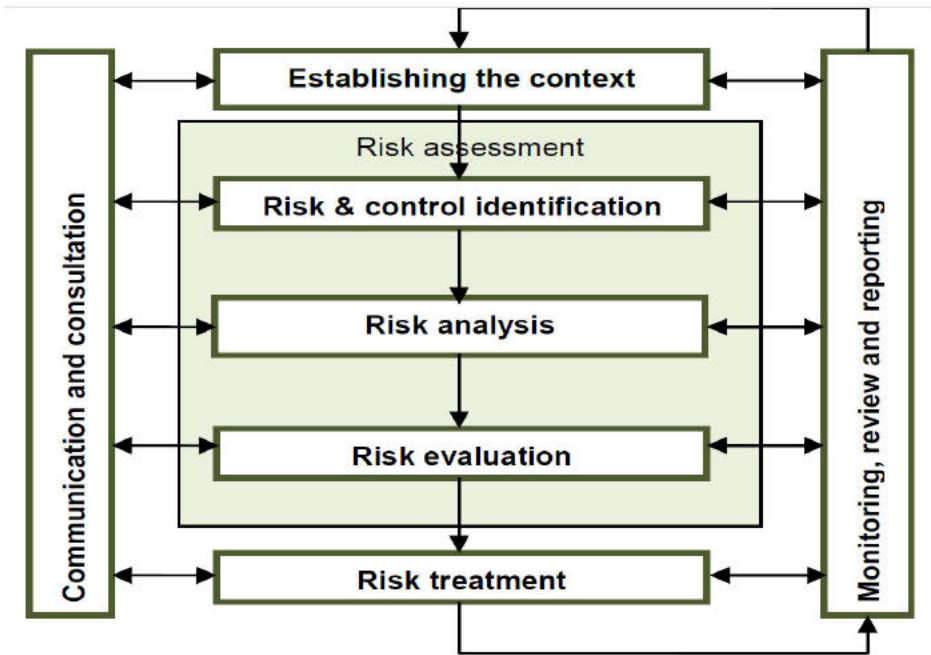 Establishing the context
Risk assessment
Risk & control identification
Risk analysis
Risk evaluation
Risk treatment
Communication and consultation
Monitoring, review and reporting